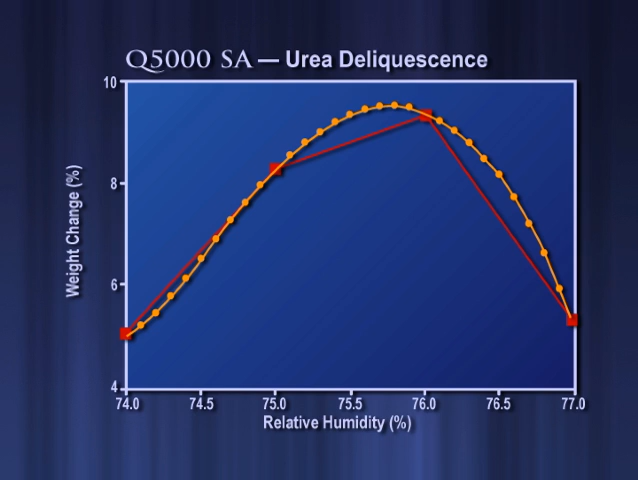 Q5000 SA — Urea Deliquescence
10
8
6
4
Weight Change (%)
74.0 74.5 75.0 75.5 76.0 76.5 77.0
Relative Humidity (%)